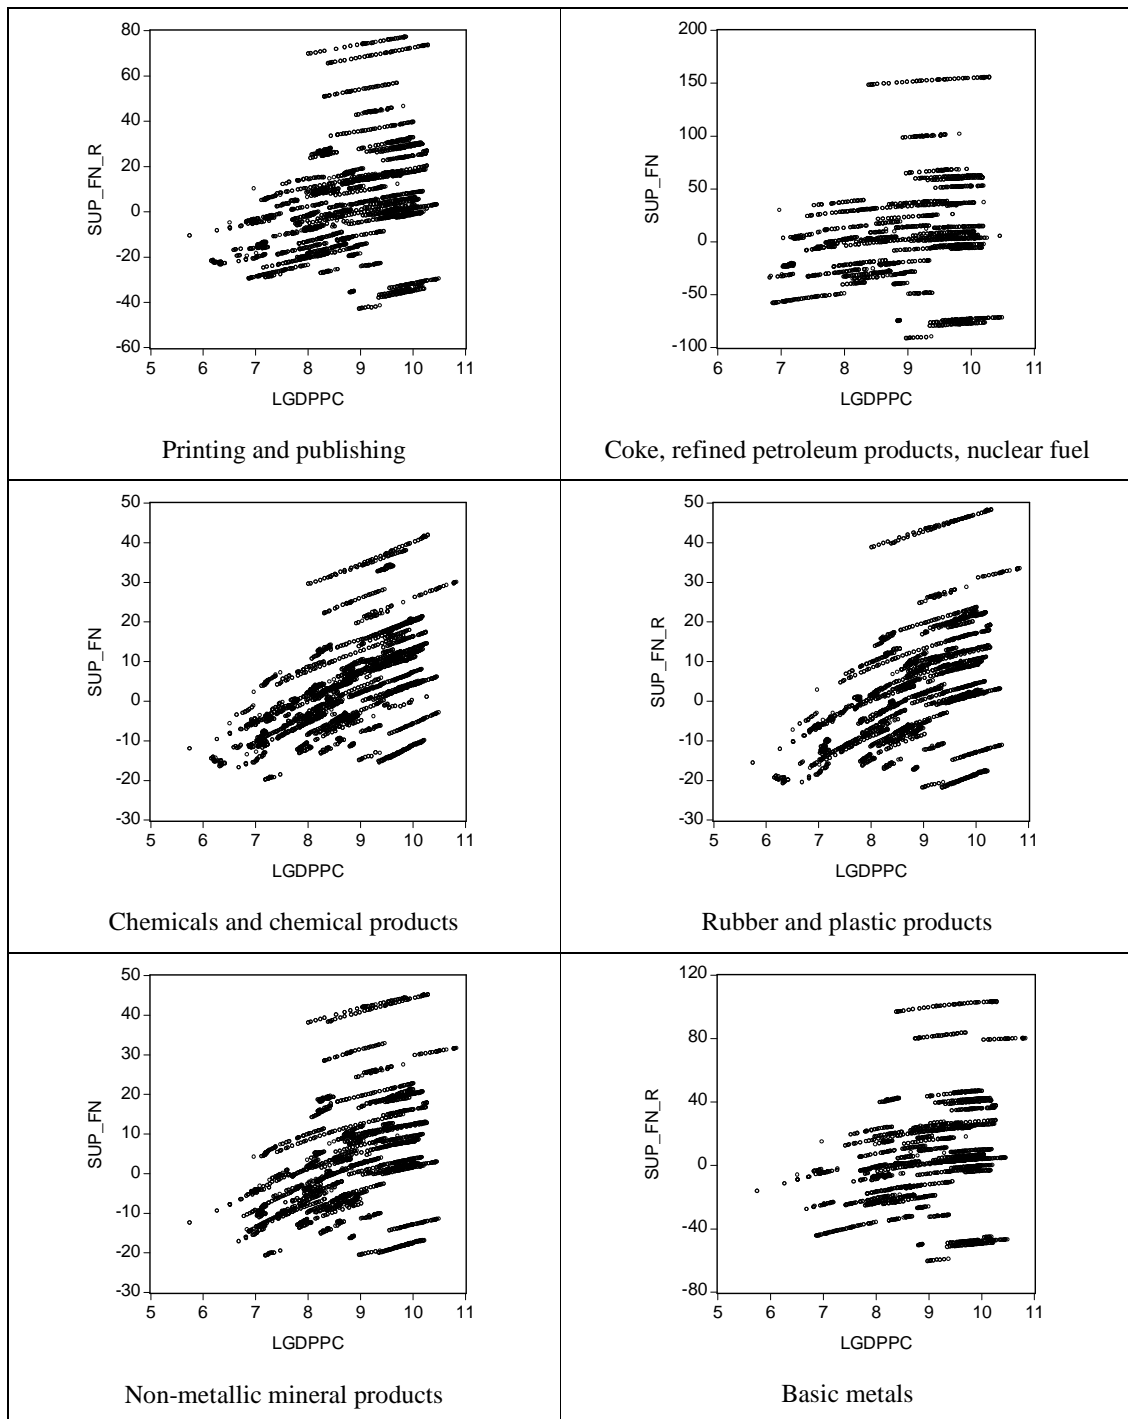 80
60
40
20
0
-20
-40
-60
SUP_FN_R
5 6 7 8 9 10 11
LGDPPC
Printing and publishing
200
150
100
50
0
-50
-100
SUP_FN
6 7 8 9 10 11
LGDPPC
Coke, refined petroleum products, nuclear fuel
50
40
30
20
10
0
-10
-20
-30
SUP_FN
5 6 7 8 9 10 11
LGDPPC
Chemicals and chemical products
50
40
30
20
10
0
-10
-20
-30
SUP_FN_R
5 6 7 8 9 10 11
LGDPPC
Rubber and plastic products
50
40
30
20
10
0
-10
-20
-30
SUP_FN
5 6 7 8 9 10 11
LGDPPC
Non-metallic mineral products
120
80
40
0
-40
-80
SUP_FN_R
5 6 7 8 9 10 11
LGDPPC
Basic metals